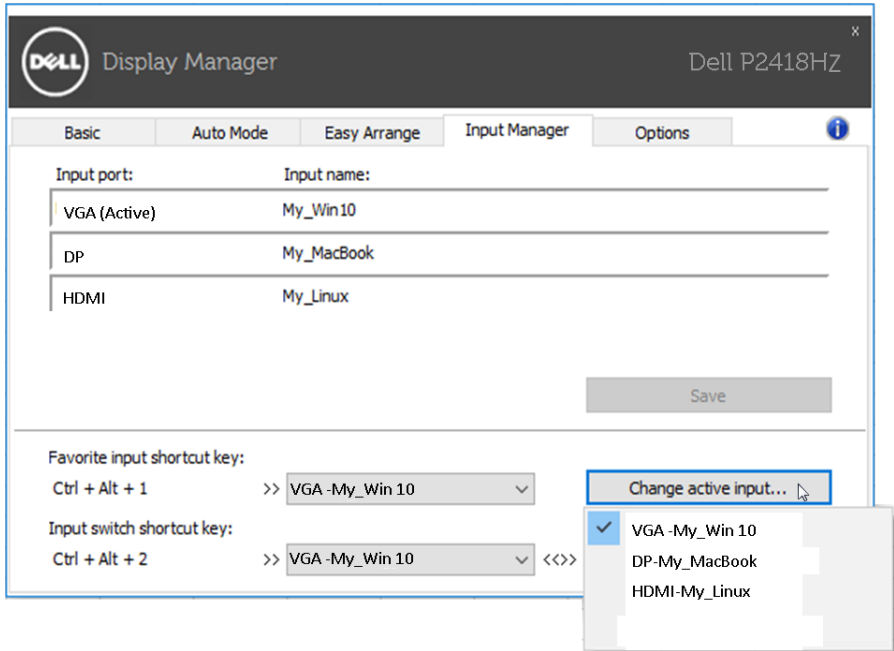 x
DELL Display Manager Dell P2418HZ
Basic Auto Mode Easy Arrange Input Manager Options i
Input port: Input name:
VGA (Active) My_Win10
DP My_MacBook
HDMI My_Linux
Save
Favorite input shortcut key:
Ctrl + Alt + 1 >> VGA -My_Win 10 Change active input...
Input switch shortcut key:
Ctrl + Alt + 2 >> VGA -My_Win 10 <<>>
VGA -My_Win 10
DP-My_MacBook
HDMI-My_Linux